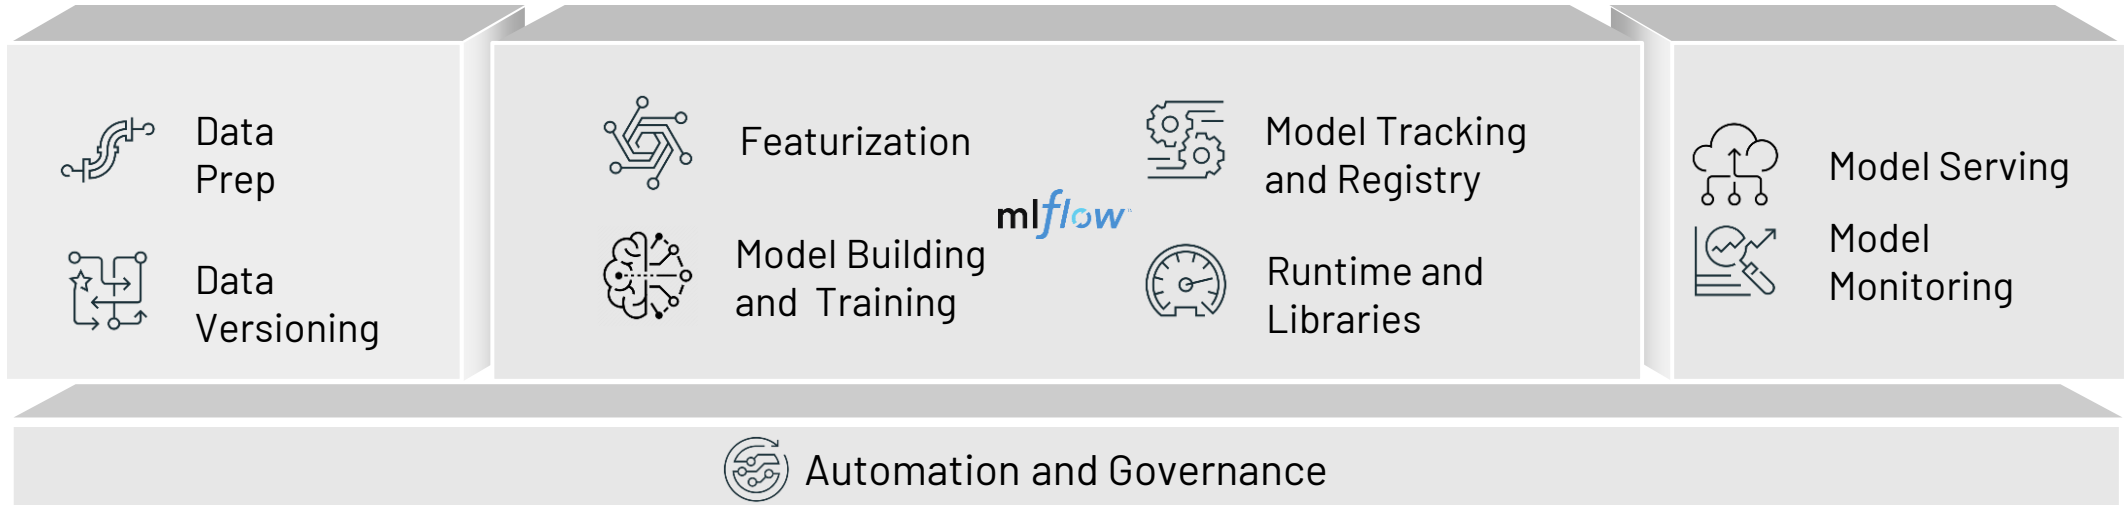 Data
Prep
Data
Versioning
Featurization
Model Building
and Training
mlflow
Model Tracking
and Registry
Runtime and
Libraries
Model Serving
Model
Monitoring
Automation and Governance